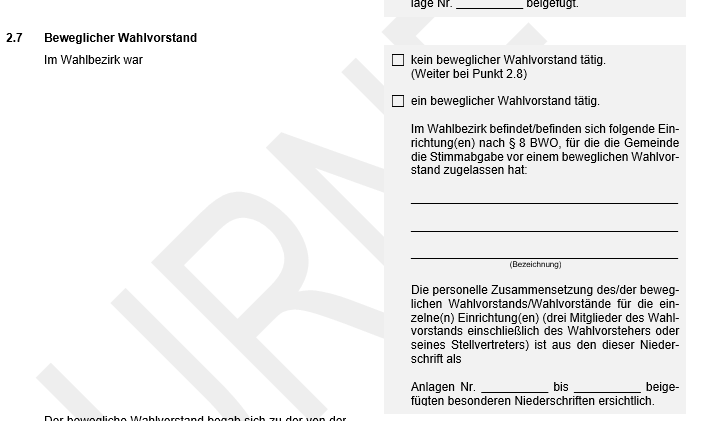 lage Nr. __________ beigefügt.
2.7 Beweglicher Wahlvorstand
Im Wahlbezirk war
☐ kein beweglicher Wahlvorstand tätig.
(Weiter bei Punkt 2.8)
☐ ein beweglicher Wahlvorstand tätig.
Im Wahlbezirk befindet/befinden sich folgende Ein-
richtung(en) nach § 8 BWO, für die die Gemeinde
die Stimmabgabe vor einem beweglichen Wahlvor-
stand zugelassen hat:
(Bezeichnung)
Die personelle Zusammensetzung des/der beweg-
lichen Wahlvorstands/Wahlvorstände für die ein-
zelne(n) Einrichtung(en) (drei Mitglieder des Wahl-
vorstands einschließlich des Wahlvorstehers oder
seines Stellvertreters) ist aus den dieser Nieder-
schrift als
Anlagen Nr. __________ bis __________ beige-
fügten besonderen Niederschriften ersichtlich.
Der bewegliche Wahlvorstand begab sich zu der von der
URNE